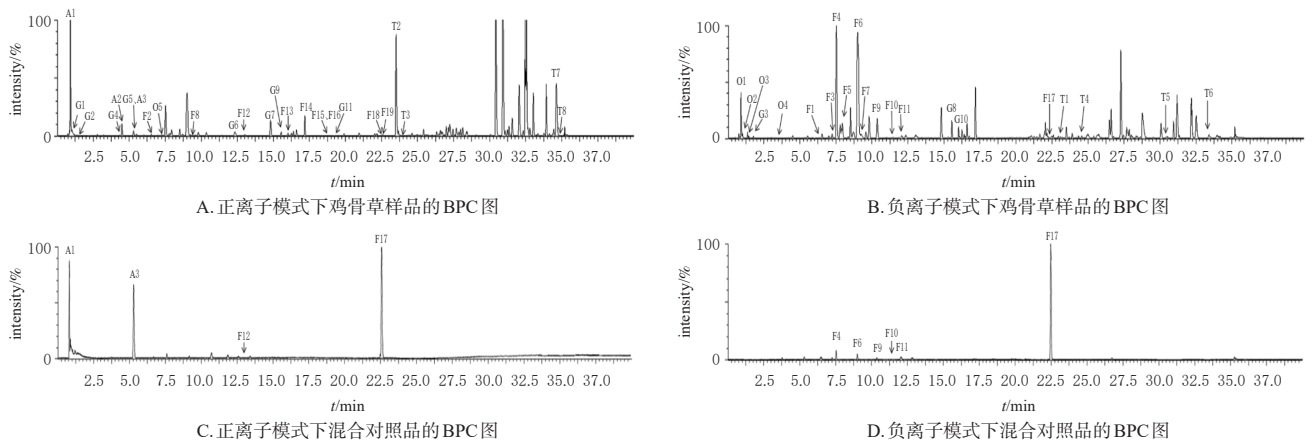 100
0
intensity/%
A1
G1
G2
G4
A2
G5、A3
F2
O5
F8
G6
F12
G7
G9
F13
F14
F15、F16
G11
F18
F19
T2
T3
T7
T8
2.5 5.0 7.5 10.0 12.5 15.0 17.5 20.0 22.5 25.0 27.5 30.0 32.5 35.0 37.0
t/min
A.正离子模式下鸡骨草样品的BPC图
100
0
intensity/%
O1
O2
O3
G3
O4
F1
F3
F4
F5
F6
F7
F9
F10
F11
G8
G10
F17
T1
T4
T5
T6
2.5 5.0 7.5 10.0 12.5 15.0 17.5 20.0 22.5 25.0 27.5 30.0 32.5 35.0 37.0
t/min
B.负离子模式下鸡骨草样品的BPC图
100
0
intensity/%
A1
A3
F12
F17
2.5 5.0 7.5 10.0 12.5 15.0 17.5 20.0 22.5 25.0 27.5 30.0 32.5 35.0 37.0
t/min
C.正离子模式下混合对照品的BPC图
100
0
intensity/%
F4
F6
F9
F10
F11
F17
2.5 5.0 7.5 10.0 12.5 15.0 17.5 20.0 22.5 25.0 27.5 30.0 32.5 35.0 37.0
t/min
D.负离子模式下混合对照品的BPC图